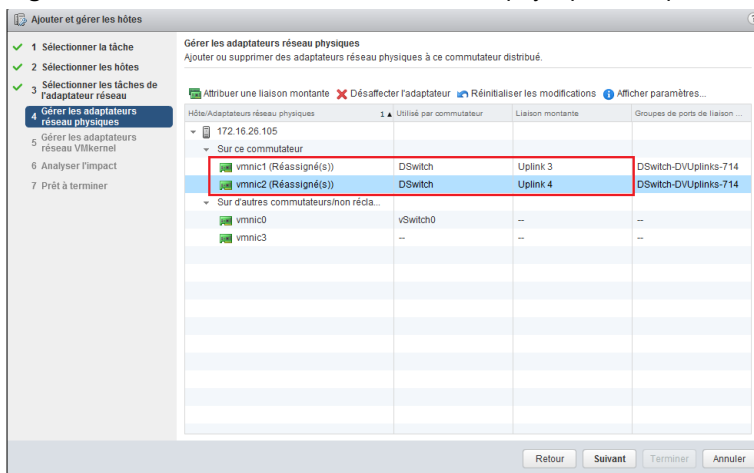 Ajouter et gérer les hôtes
1 Sélectionner la tâche
2 Sélectionner les hôtes
3 Sélectionner les tâches de
l'adaptateur réseau
4 Gérer les adaptateurs
réseau physiques
5 Gérer les adaptateurs
réseau VMkernel
6 Analyser l'impact
7 Prêt à terminer
Gérer les adaptateurs réseau physiques
Ajouter ou supprimer des adaptateurs réseau physiques à ce commutateur distribué.
Attribuer une liaison montante Désaffecter l'adaptateur Réinitialiser les modifications Afficher paramètres...
Hôte/Adaptateurs réseau physiques 1 ▲ Utilisé par commutateur Liaison montante Groupes de ports de liaison ...
172.16.26.105
Sur ce commutateur
vmnic1 (Réassigné(s)) DSwitch Uplink 3 DSwitch-DVUplinks-714
vmnic2 (Réassigné(s)) DSwitch Uplink 4 DSwitch-DVUplinks-714
Sur d'autres commutateurs/non récla...
vmnic0 vSwitch0 -- --
vmnic3 -- -- --
Retour Suivant Terminer Annuler